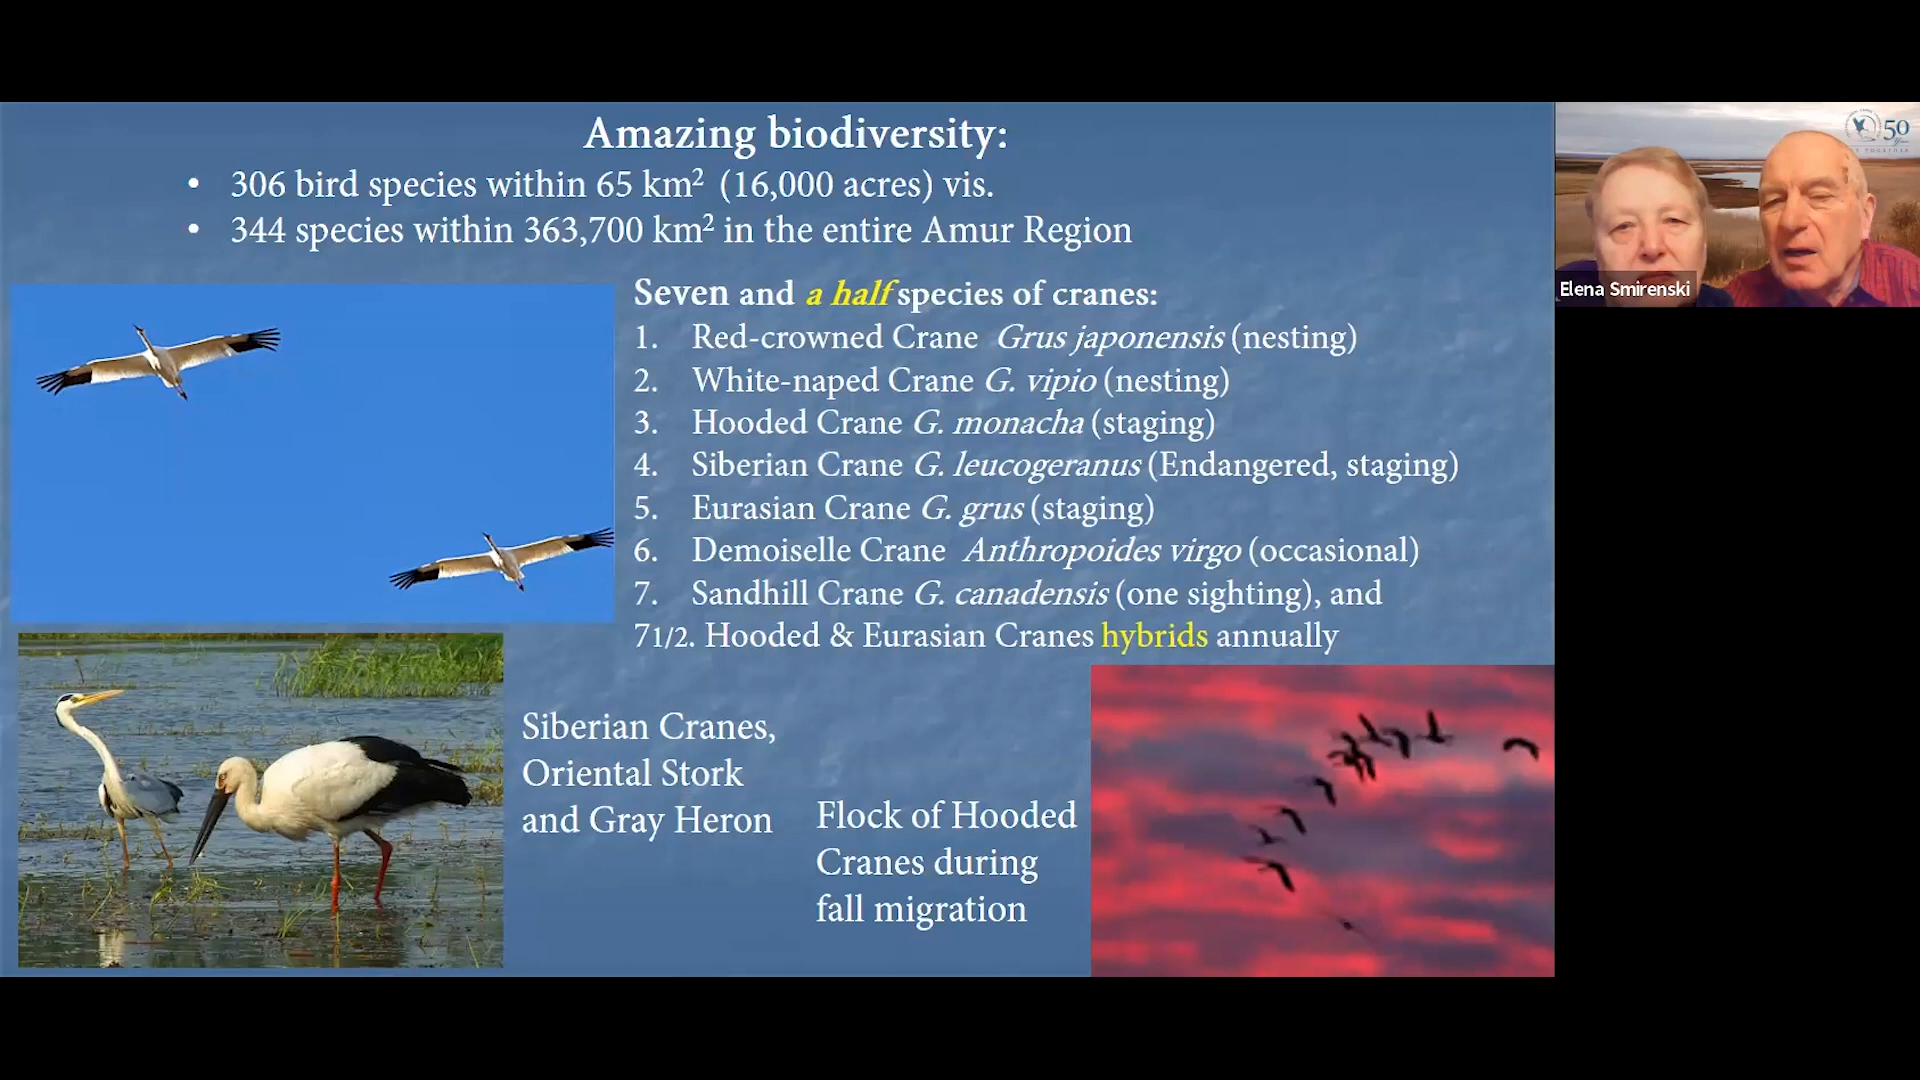 Amazing biodiversity:
• 306 bird species within 65 km² (16,000 acres) vis.
• 344 species within 363,700 km² in the entire Amur Region
Seven and a half species of cranes:
1. Red-crowned Crane Grus japonensis (nesting)
2. White-naped Crane G. vipio (nesting)
3. Hooded Crane G. monacha (staging)
4. Siberian Crane G. leucogeranus (Endangered, staging)
5. Eurasian Crane G. grus (staging)
6. Demoiselle Crane Anthropoides virgo (occasional)
7. Sandhill Crane G. canadensis (one sighting), and
71/2. Hooded & Eurasian Cranes hybrids annually
Siberian Cranes,
Oriental Stork
and Gray Heron
Flock of Hooded
Cranes during
fall migration
50
Elena Smirenski